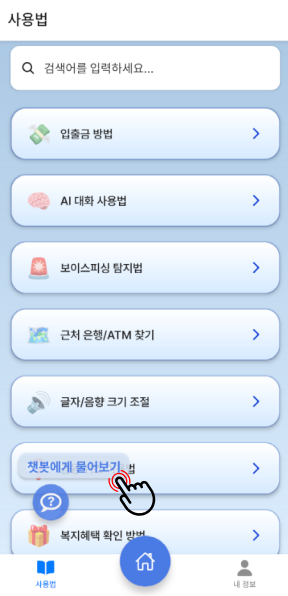 사용법
검색어를 입력하세요...
입출금 방법
AI 대화 사용법
보이스피싱 탐지법
근처 은행/ATM 찾기
글자/음향 크기 조절
챗봇에게 물어보기
법
복지혜택 확인 방법
사용법
내 정보